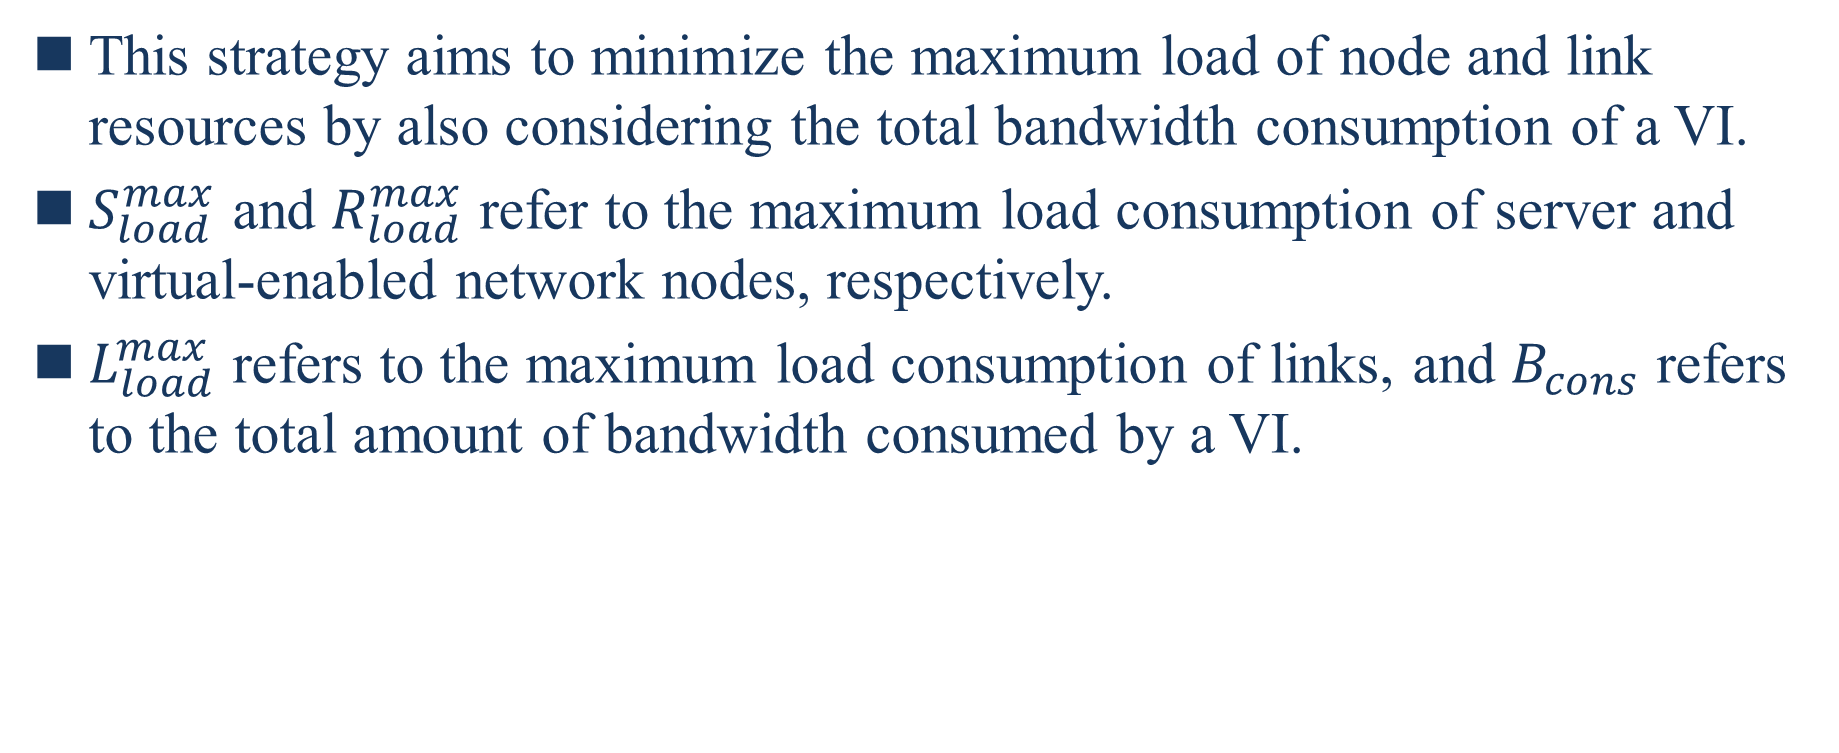 ■ This strategy aims to minimize the maximum load of node and link
resources by also considering the total bandwidth consumption of a VI.
■ $S_{load}^{max}$ and $R_{load}^{max}$ refer to the maximum load consumption of server and
virtual-enabled network nodes, respectively.
■ $L_{load}^{max}$ refers to the maximum load consumption of links, and $B_{cons}$ refers
to the total amount of bandwidth consumed by a VI.